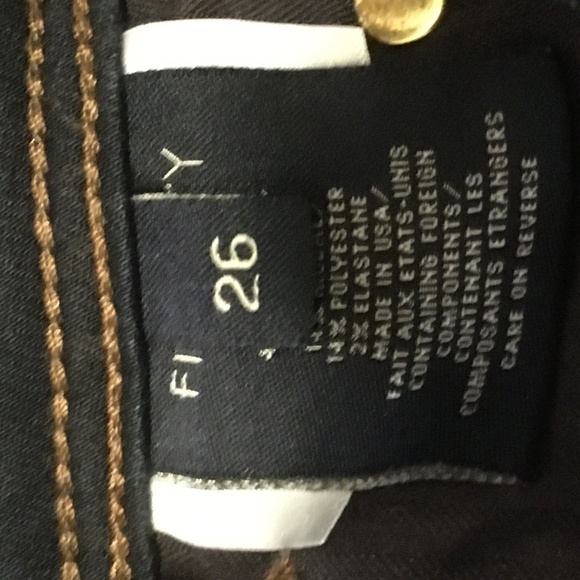 26
14% POLYESTER
2% ELASTANE
MADE IN USA/
FAIT AUX ETATS-UNIS
CONTAINING FOREIGN
COMPONENTS/
CONTENANT LES
COMPOSANTS ETRANGERS
CARE ON REVERSE